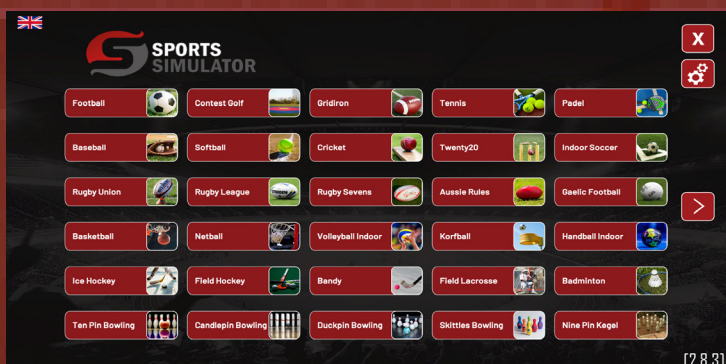 SPORTS
SIMULATOR
X
Football
Contest Golf
Gridiron
Tennis
Padel
Baseball
Softball
Cricket
Twenty20
Indoor Soccer
Rugby Union
Rugby League
Rugby Sevens
Aussie Rules
Gaelic Football
>
Basketball
Netball
Volleyball Indoor
Korfball
Handball Indoor
Ice Hockey
Field Hockey
Bandy
Field Lacrosse
Badminton
Ten Pin Bowling
Candlepin Bowling
Duckpin Bowling
Skittles Bowling
Nine Pin Kegel
[2.8.3]